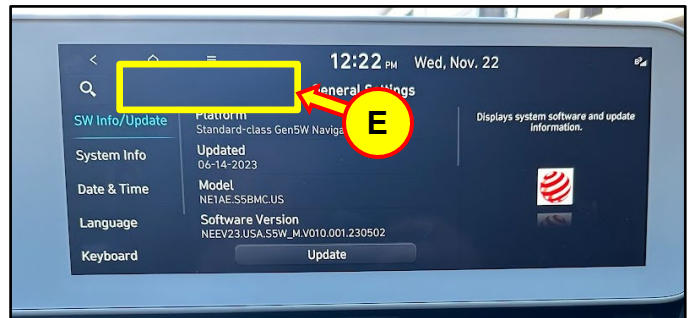 12:22 PM Wed, Nov. 22
General Settings
E
SW Info/Update
System Info
Date & Time
Language
Keyboard
Platform
Standard-class Gen5W
Updated
06-14-2023
Model
NE1AE.S5BMC.US
Software Version
NEEV23.USA.S5W_M.V010.001.230502
Update
Displays system software and update
information.